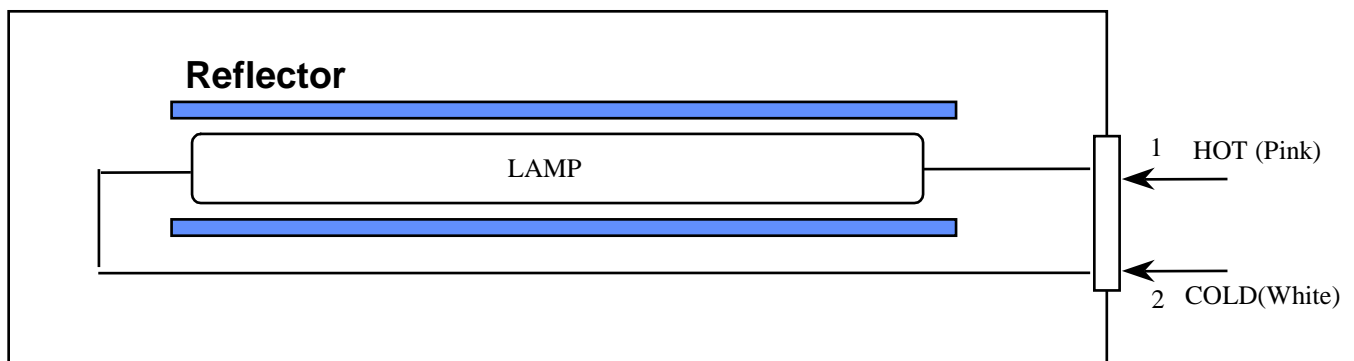 Reflector
LAMP
1
HOT (Pink)
2
COLD(White)